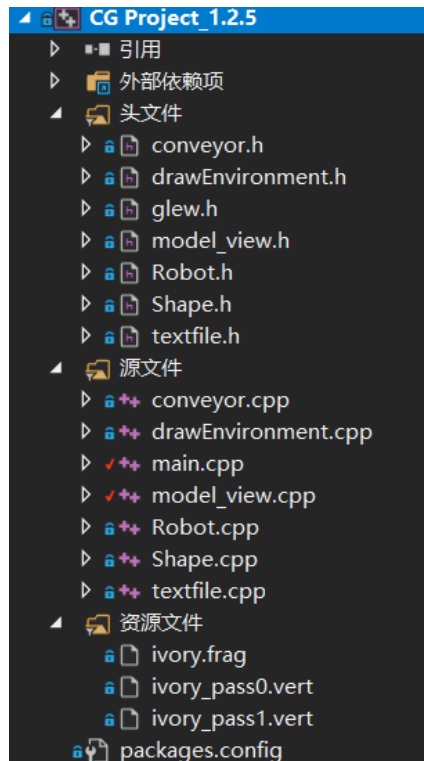 CG Project_1.2.5
引用
外部依赖项
头文件
conveyor.h
drawEnvironment.h
glew.h
model_view.h
Robot.h
Shape.h
textfile.h
源文件
conveyor.cpp
drawEnvironment.cpp
main.cpp
model_view.cpp
Robot.cpp
Shape.cpp
textfile.cpp
资源文件
ivory.frag
ivory_pass0.vert
ivory_pass1.vert
packages.config